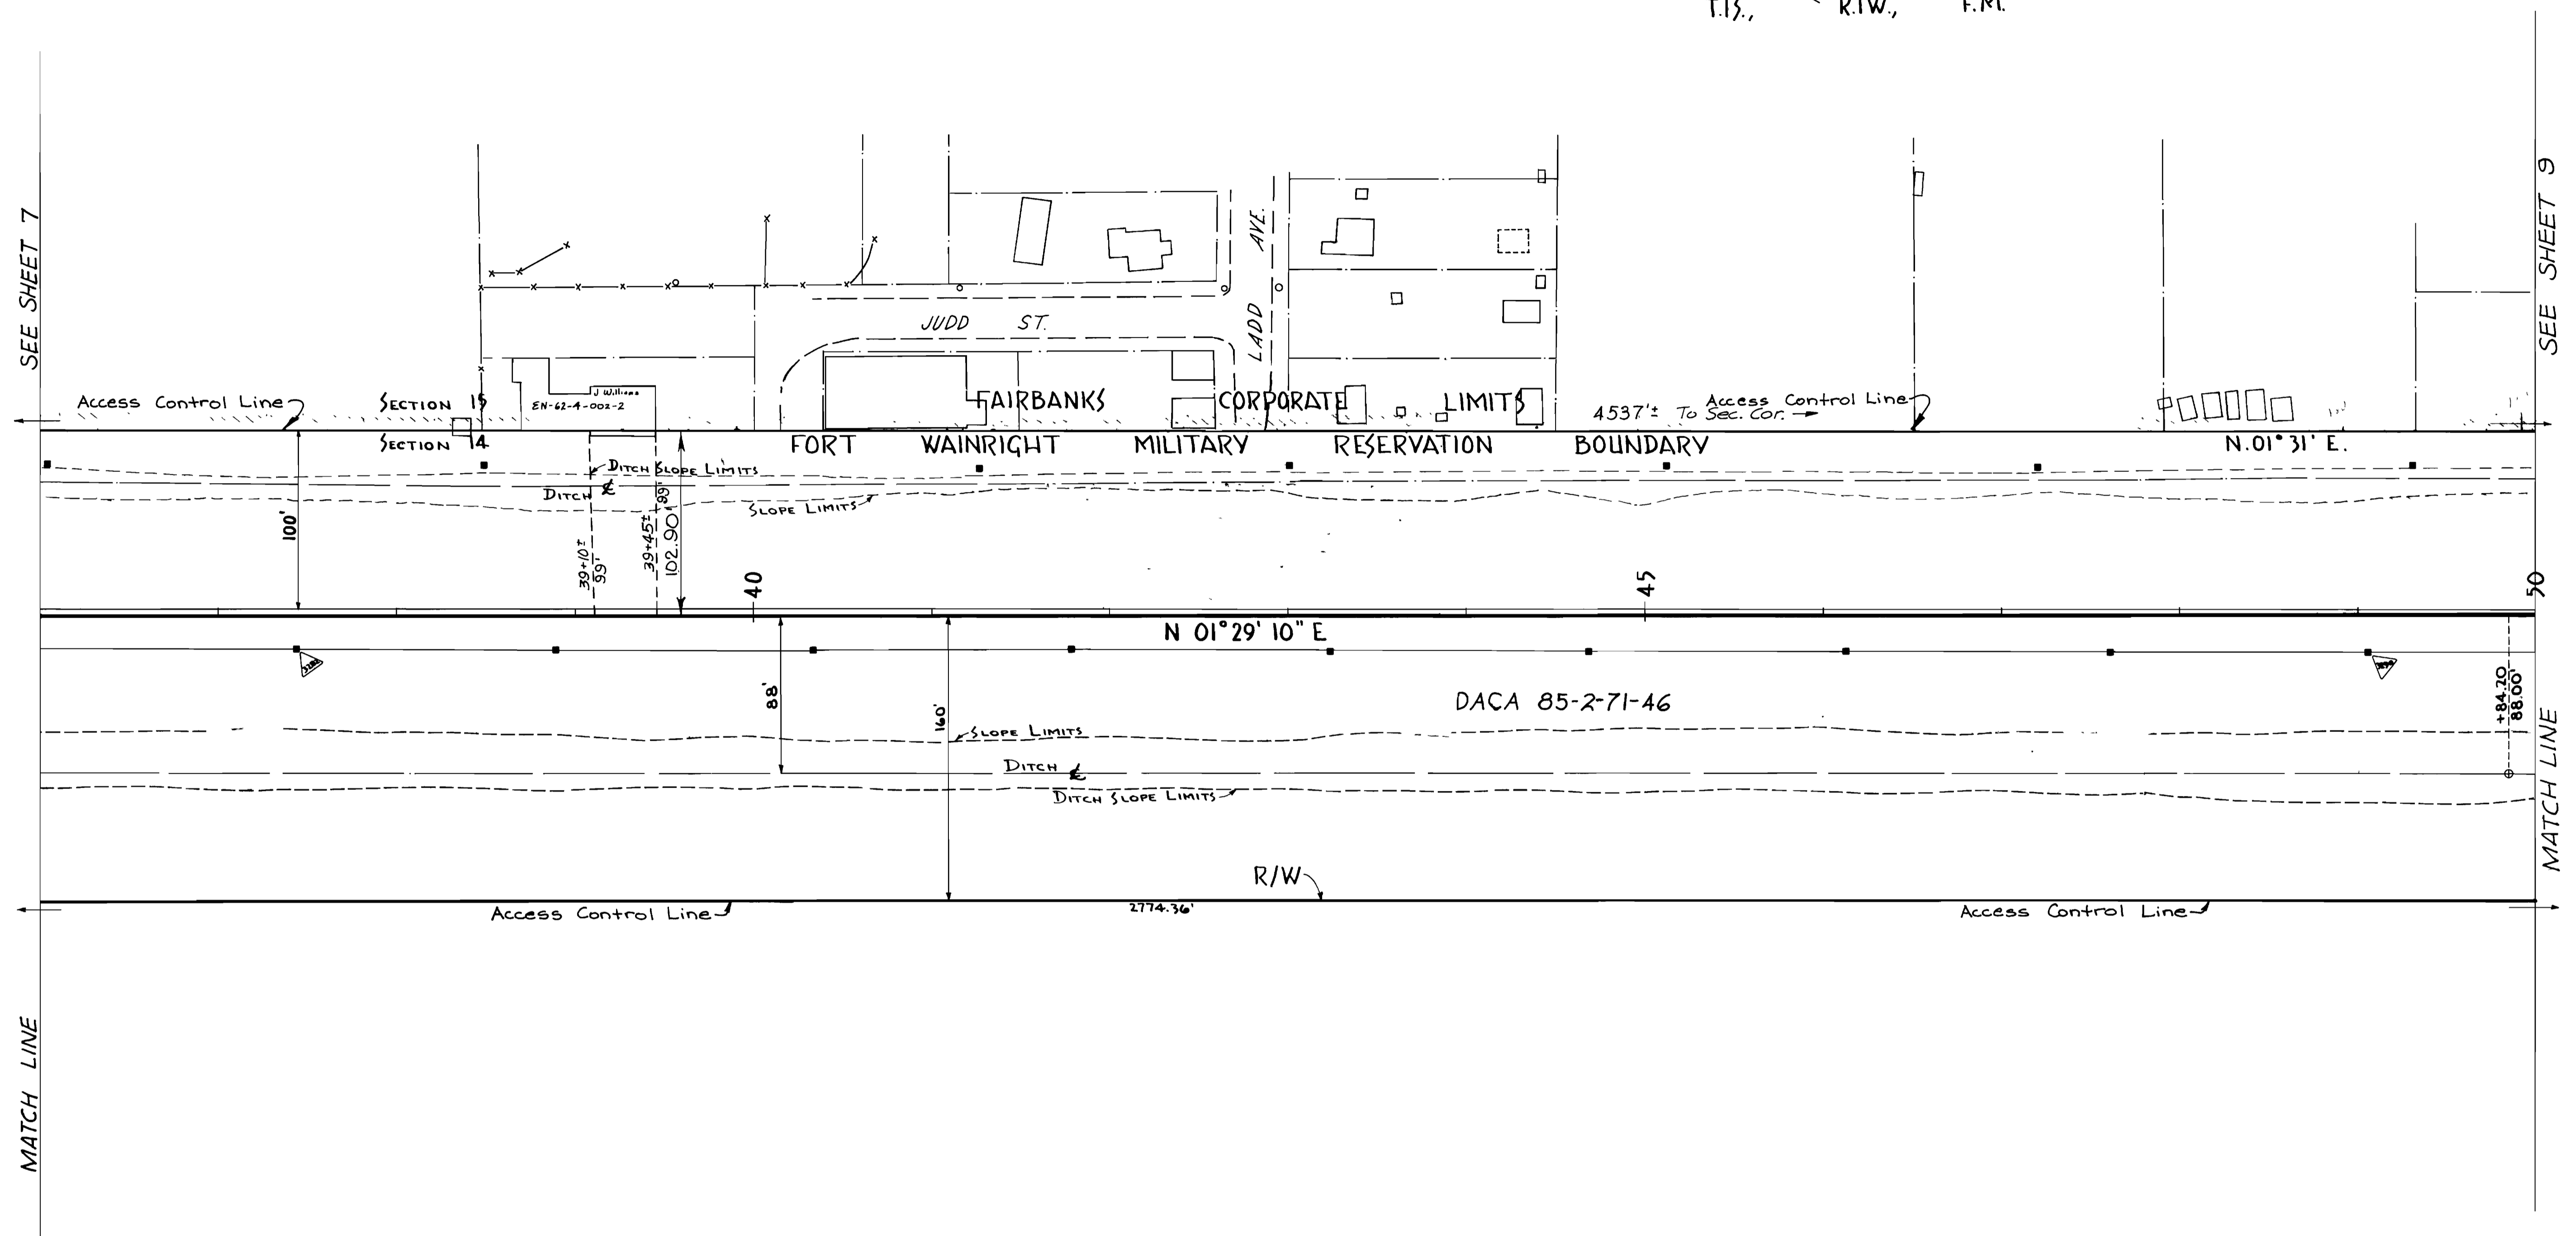 T.1S., R.1W., F.M.
SEE SHEET 7
SEE SHEET 9
LADD AVE.
JUDD ST.
J Williams
EN-62-4-002-2
Access Control Line
SECTION 15
FAIRBANKS CORPORATE LIMITS
4537'± To Sec. Cor.
Access Control Line
SECTION 14
FORT WAINRIGHT MILITARY RESERVATION BOUNDARY
N.01°31' E.
DITCH SLOPE LIMITS
DITCH ℄
SLOPE LIMITS
100'
39+10±
99'
39+45±
99'
102.90'
40
45
50
N 01°29'10" E
88'
160'
DACA 85-2-71-46
+84.20
88.00'
SLOPE LIMITS
DITCH ℄
DITCH SLOPE LIMITS
R/W
Access Control Line
2774.36'
Access Control Line
MATCH LINE
MATCH LINE